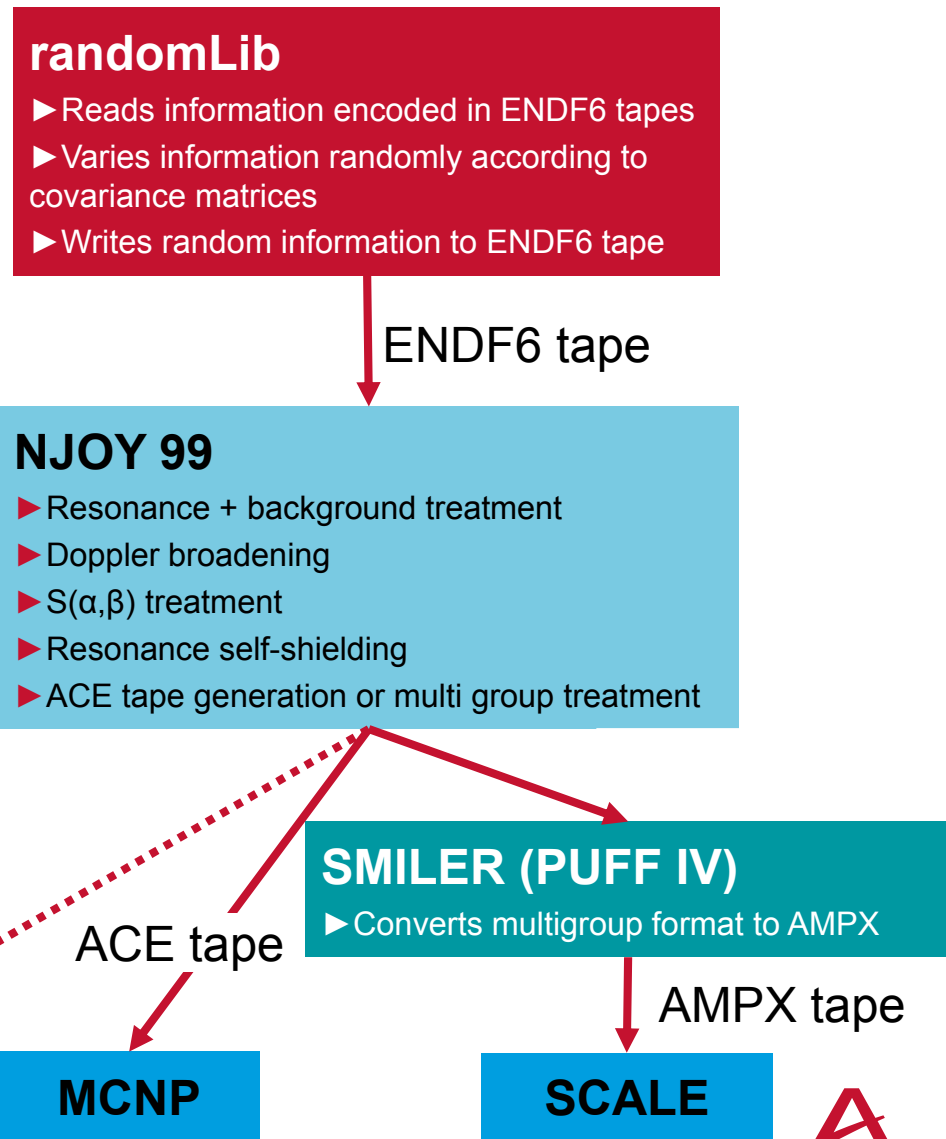 randomLib
►Reads information encoded in ENDF6 tapes
►Varies information randomly according to
covariance matrices
►Writes random information to ENDF6 tape
ENDF6 tape
NJOY 99
►Resonance + background treatment
►Doppler broadening
►S(α,β) treatment
►Resonance self-shielding
►ACE tape generation or multi group treatment
SMILER (PUFF IV)
►Converts multigroup format to AMPX
ACE tape
AMPX tape
MCNP
SCALE